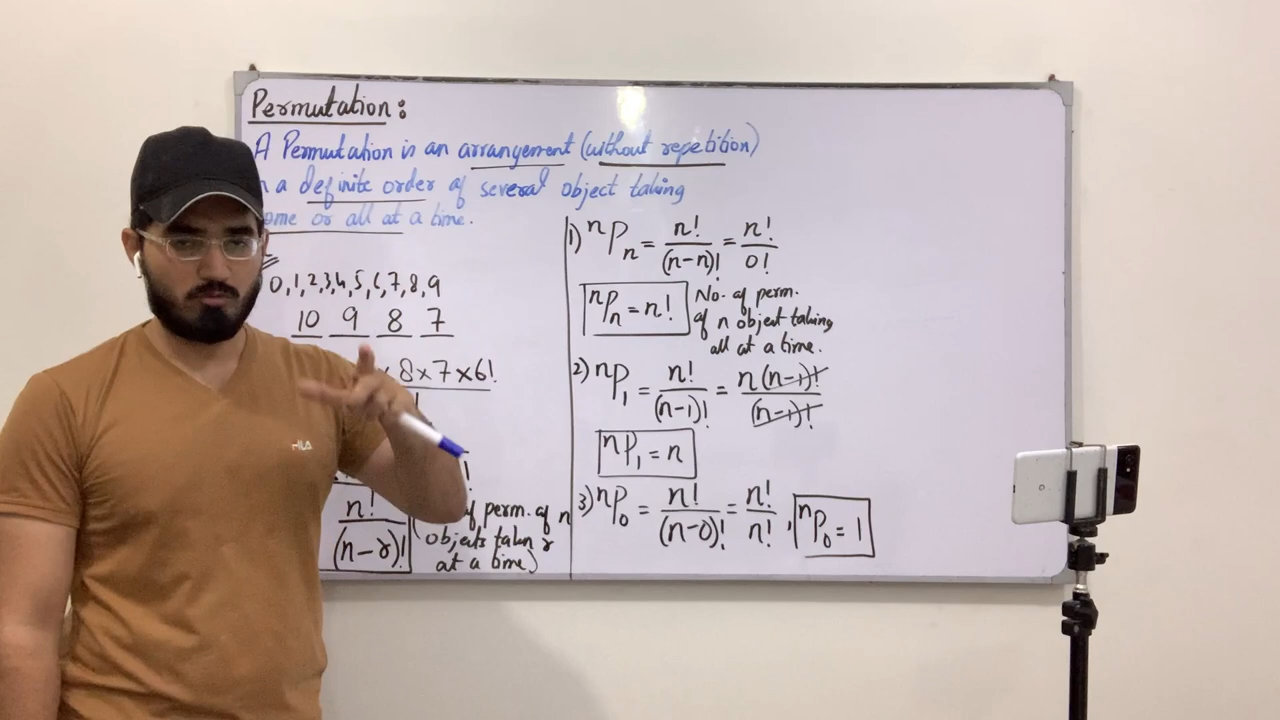 Permutation:
A Permutation is an arrangement (without repetition)
a definite order of several object taking
ome or all at a time.
0,1,2,3,4,5,6,7,8,9
10 9 8 7
8×7×6!
!
n!
(n-r)!
f perm. of n
objects taken r
at a time)
1) ⁿPₙ = n!/(n-n)! = n!/0!
ⁿPₙ = n!
No. of perm.
of n object taking
all at a time.
2) ⁿP₁ = n!/(n-1)! = n(n-1)!/(n-1)!
ⁿP₁ = n
3) ⁿP₀ = n!/(n-0)! = n!/n! , ⁿP₀ = 1
FILA
G